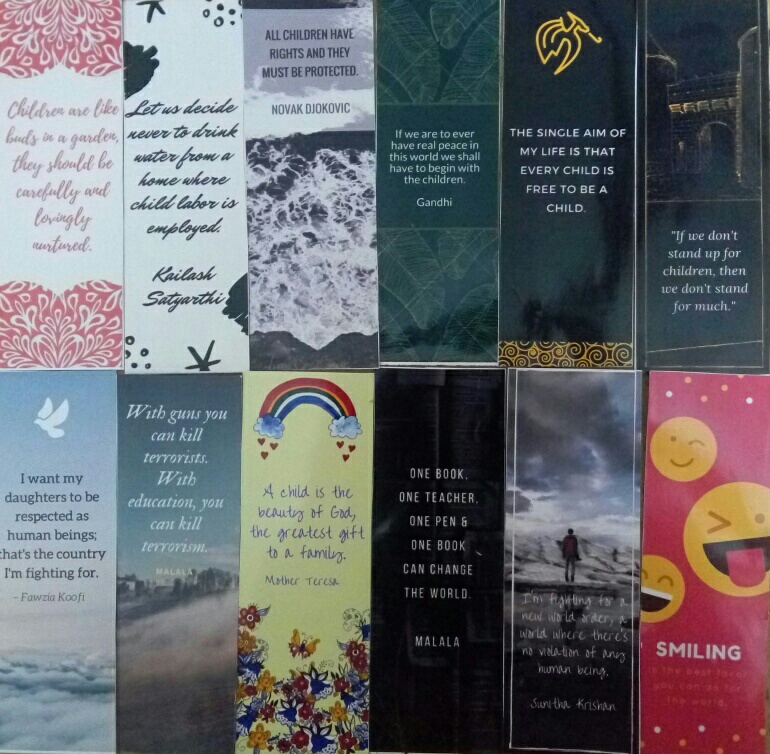 Children are like
buds in a garden,
they should be
carefully and
lovingly
nurtured.
Let us decide
never to drink
water from a
home where
child labor is
employed.
Kailash
Satyarthi
ALL CHILDREN HAVE
RIGHTS AND THEY
MUST BE PROTECTED.
NOVAK DJOKOVIC
If we are to ever
have real peace in
this world we shall
have to begin with
the children.
Gandhi
THE SINGLE AIM OF
MY LIFE IS THAT
EVERY CHILD IS
FREE TO BE A
CHILD.
"If we don't
stand up for
children, then
we don't stand
for much."
I want my
daughters to be
respected as
human beings;
that's the country
I'm fighting for.
- Fawzia Koofi
With guns you
can kill
terrorists.
With
education, you
can kill
terrorism.
MALALA
A child is the
beauty of God,
the greatest gift
to a family.
Mother Teresa
ONE BOOK,
ONE TEACHER,
ONE PEN &
ONE BOOK
CAN CHANGE
THE WORLD.
MALALA
I'm fighting for a
new world order, a
world where there's
no violation of any
human being.
Sunitha Krishan
SMILING
is the best
you can
the world.